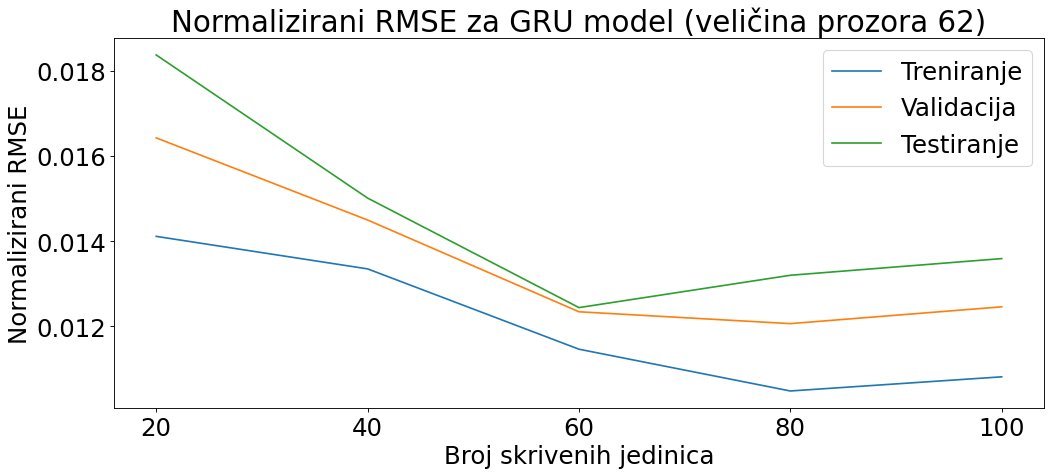 Normalizirani RMSE za GRU model (veličina prozora 62)
Normalizirani RMSE
0.018
0.016
0.014
0.012
Treniranje
Validacija
Testiranje
20 40 60 80 100
Broj skrivenih jedinica